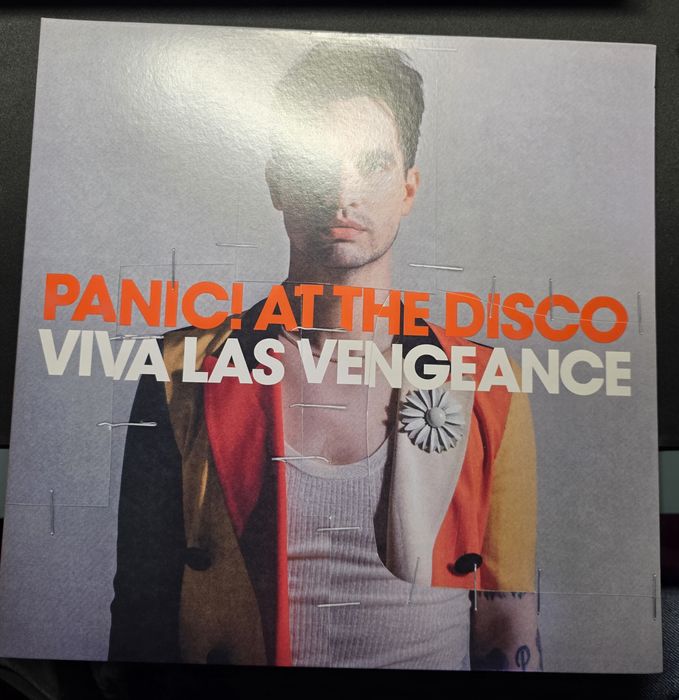 PANIC! AT THE DISCO
VIVA LAS VENGEANCE